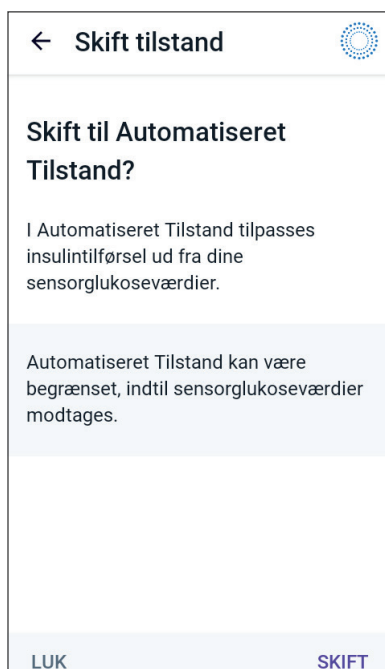 Skift tilstand
Skift til Automatiseret
Tilstand?
I Automatiseret Tilstand tilpasses
insulintilførsel ud fra dine
sensorglukoseværdier.
Automatiseret Tilstand kan være
begrænset, indtil sensorglukoseværdier
modtages.
LUK SKIFT